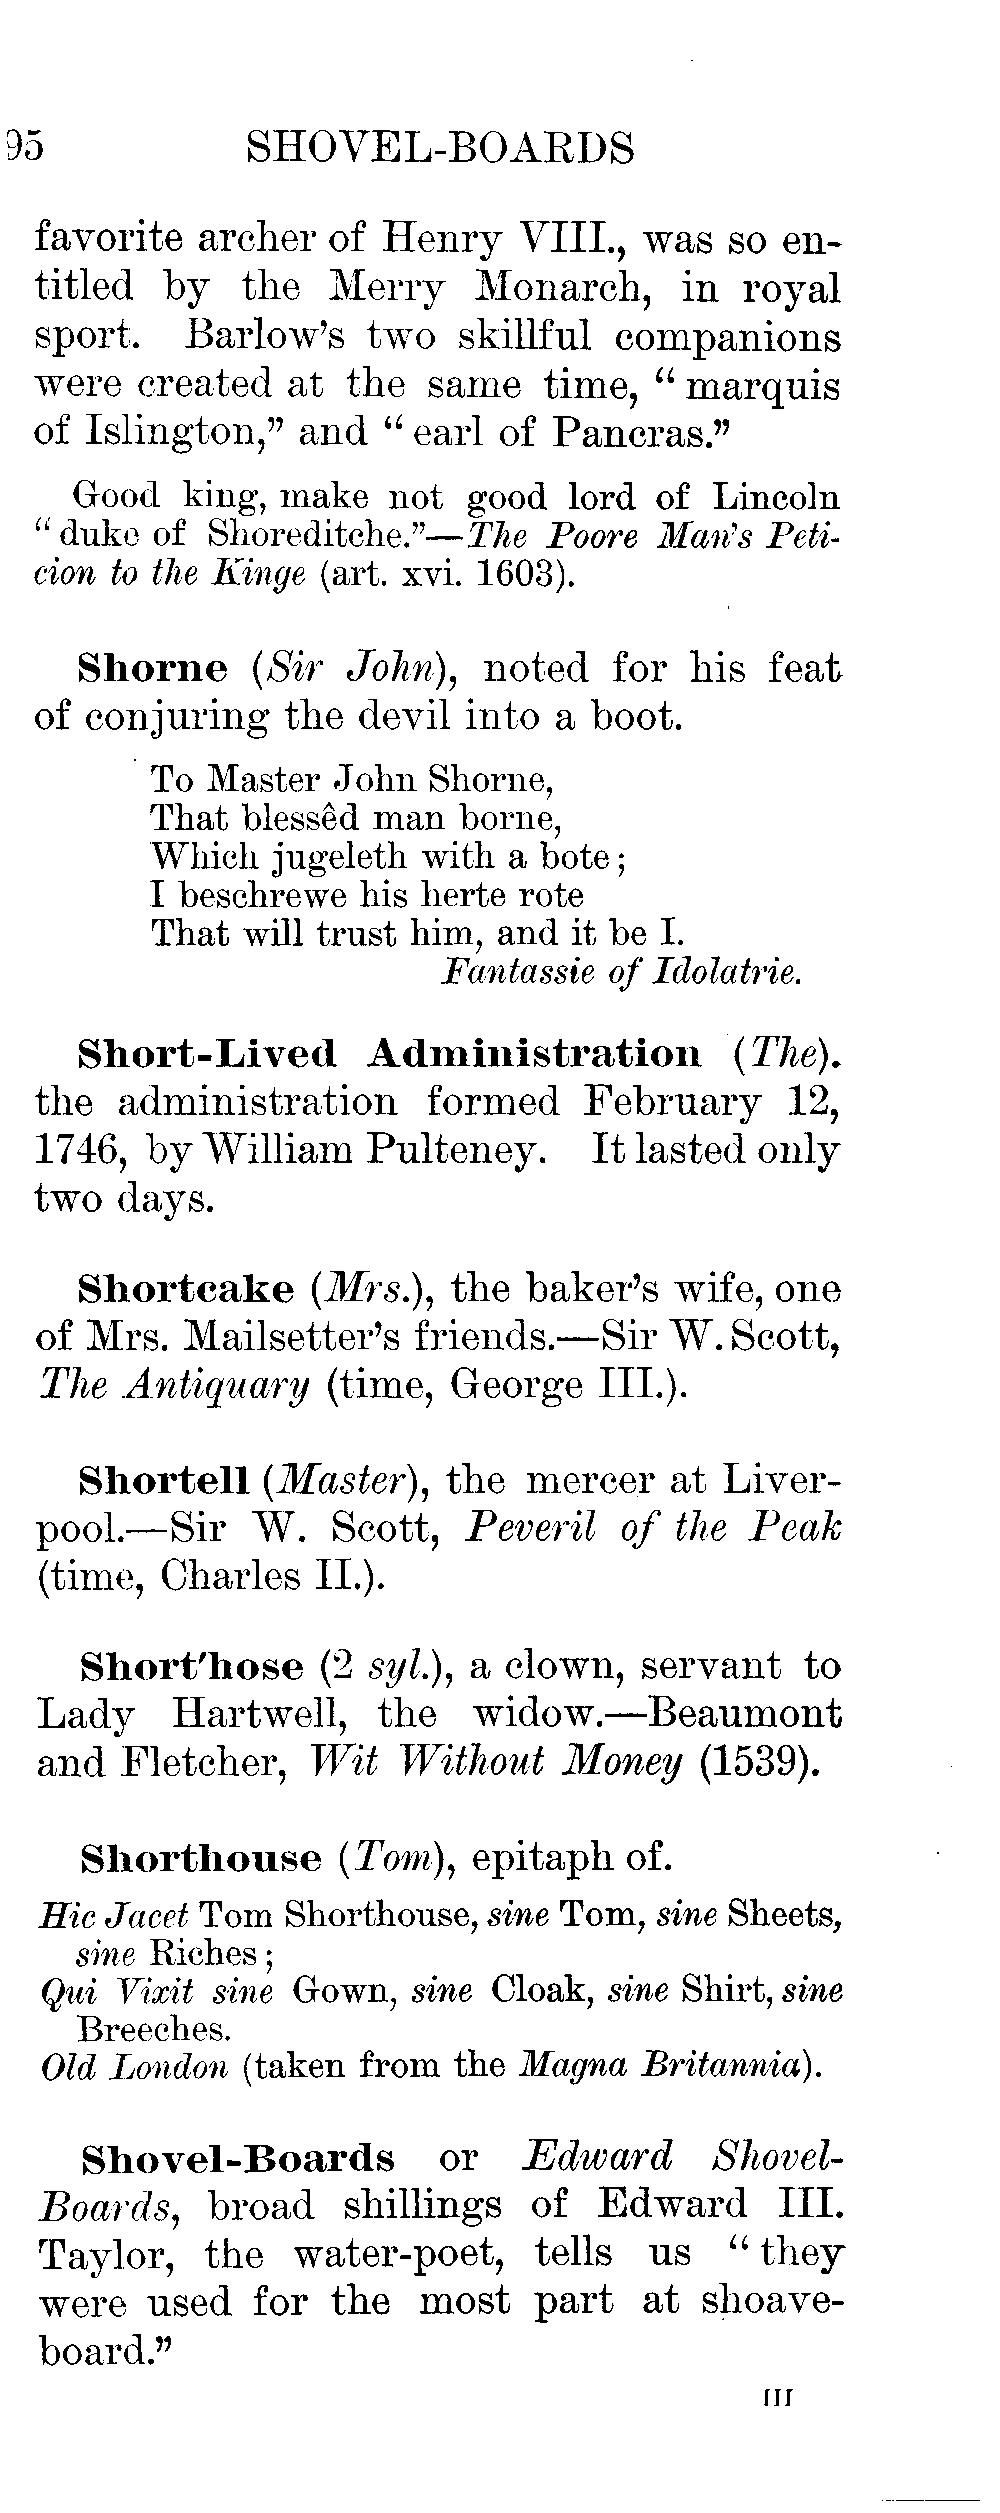 95 SHOVEL-BOARDS
favorite archer of Henry VIII., was so en-
titled by the Merry Monarch, in royal
sport. Barlow's two skillful companions
were created at the same time, “ marquis
of Islington,” and “ earl of Pancras.”
Good king, make not good lord of Lincoln
“ duke of Shoreditche.”—The Poore Man's Peti-
cion to the Kinge (art. xvi. 1603).
Shorne (Sir John), noted for his feat
of conjuring the devil into a boot.
To Master John Shorne,
That blessêd man borne,
Which jugeleth with a bote;
I beschrewe his herte rote
That will trust him, and it be I.
Fantassie of Idolatrie.
Short-Lived Administration (The).
the administration formed February 12,
1746, by William Pulteney. It lasted only
two days.
Shortcake (Mrs.), the baker's wife, one
of Mrs. Mailsetter's friends.—Sir W. Scott,
The Antiquary (time, George III.).
Shortell (Master), the mercer at Liver-
pool.—Sir W. Scott, Peveril of the Peak
(time, Charles II.).
Short'hose (2 syl.), a clown, servant to
Lady Hartwell, the widow.—Beaumont
and Fletcher, Wit Without Money (1539).
Shorthouse (Tom), epitaph of.
Hic Jacet Tom Shorthouse, sine Tom, sine Sheets,
sine Riches;
Qui Vixit sine Gown, sine Cloak, sine Shirt, sine
Breeches.
Old London (taken from the Magna Britannia).
Shovel-Boards or Edward Shovel-
Boards, broad shillings of Edward III.
Taylor, the water-poet, tells us “ they
were used for the most part at shoave-
board.”
III